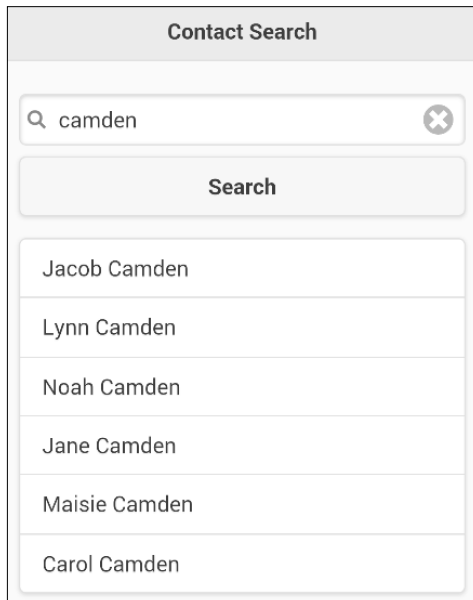 Contact Search
camden
Search
Jacob Camden
Lynn Camden
Noah Camden
Jane Camden
Maisie Camden
Carol Camden